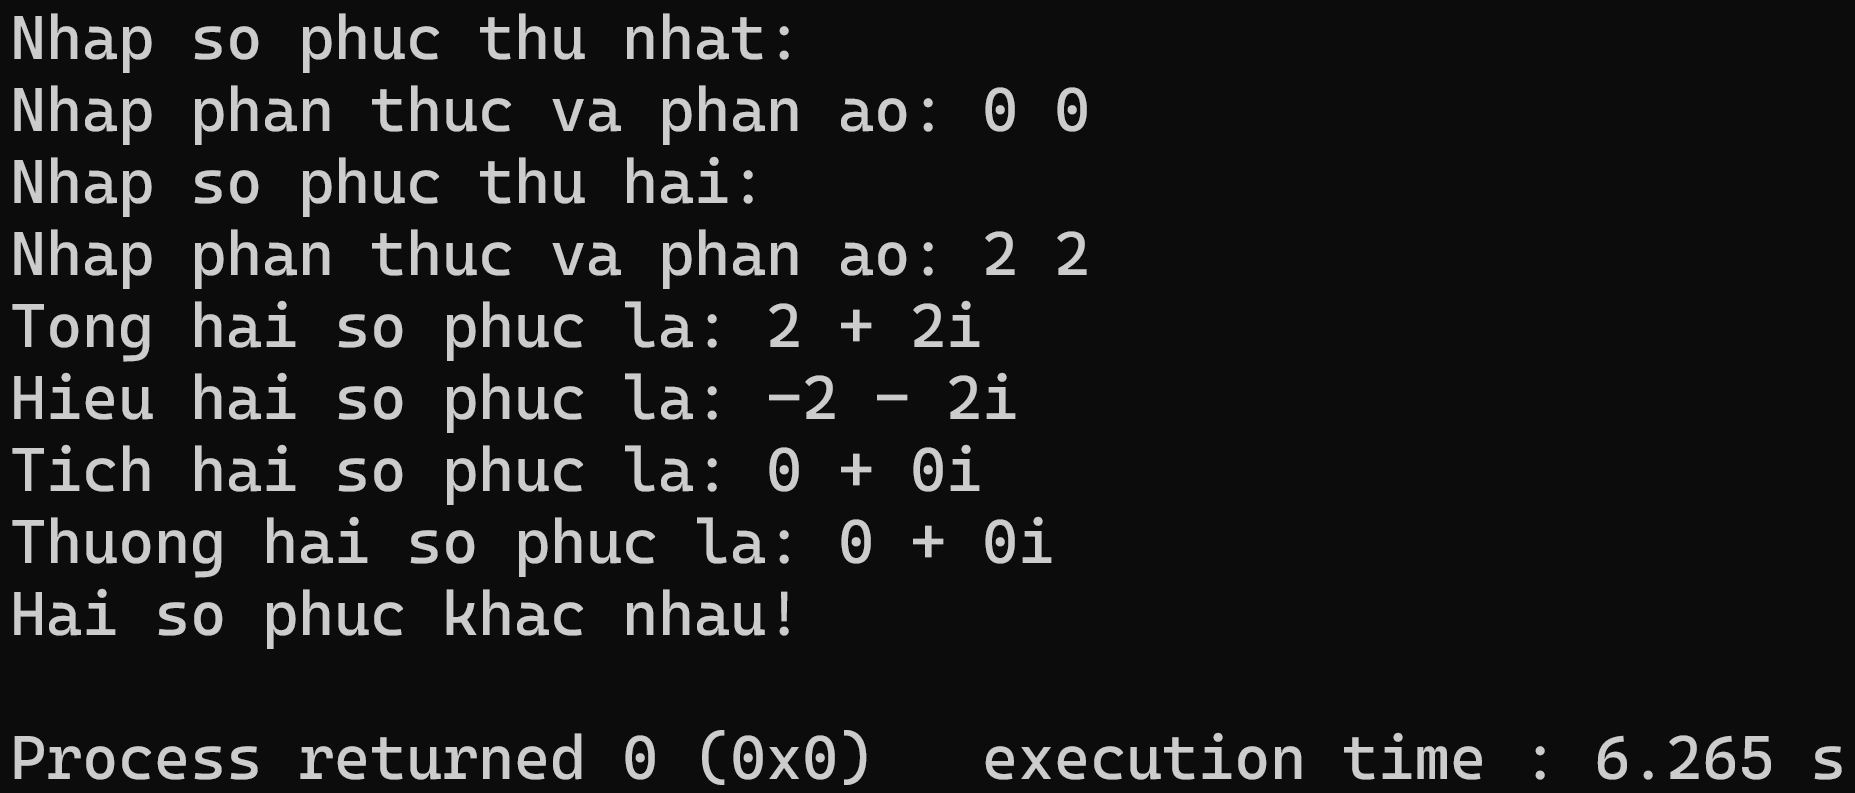 Nhap so phuc thu nhat:
Nhap phan thuc va phan ao: 0 0
Nhap so phuc thu hai:
Nhap phan thuc va phan ao: 2 2
Tong hai so phuc la: 2 + 2i
Hieu hai so phuc la: -2 - 2i
Tich hai so phuc la: 0 + 0i
Thuong hai so phuc la: 0 + 0i
Hai so phuc khac nhau!
Process returned 0 (0x0)   execution time : 6.265 s